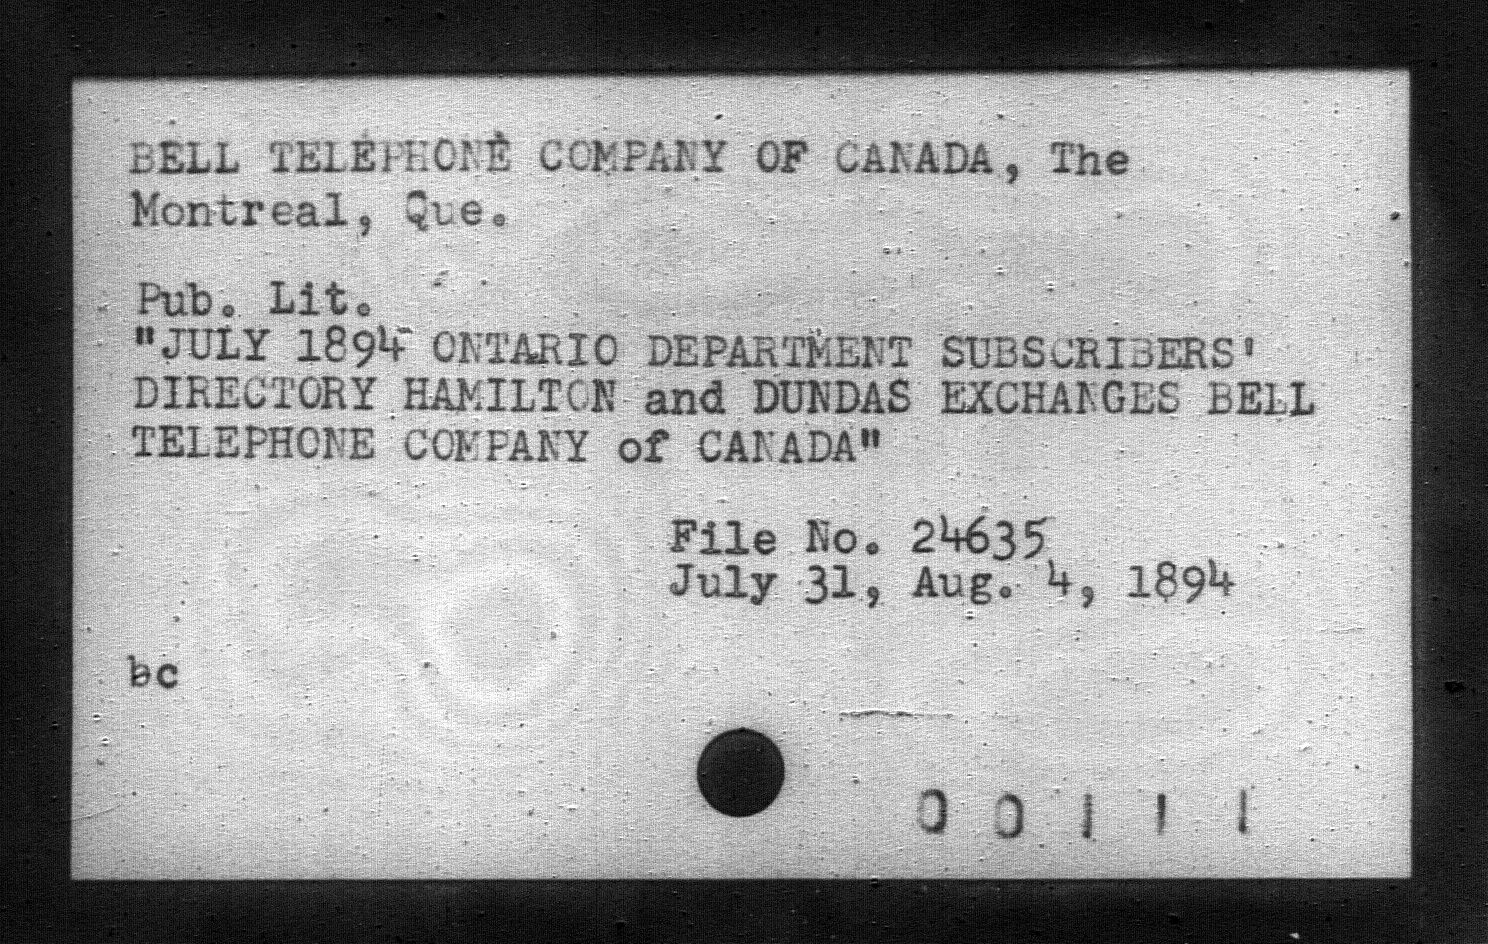 BELL TELEPHONE COMPANY OF CANADA, The
Montreal, Que.
Pub. Lit.
"JULY 1894 ONTARIO DEPARTMENT SUBSCRIBERS'
DIRECTORY HAMILTON and DUNDAS EXCHANGES BELL
TELEPHONE COMPANY of CANADA"
File No. 24635
July 31, Aug. 4, 1894
bc
00111